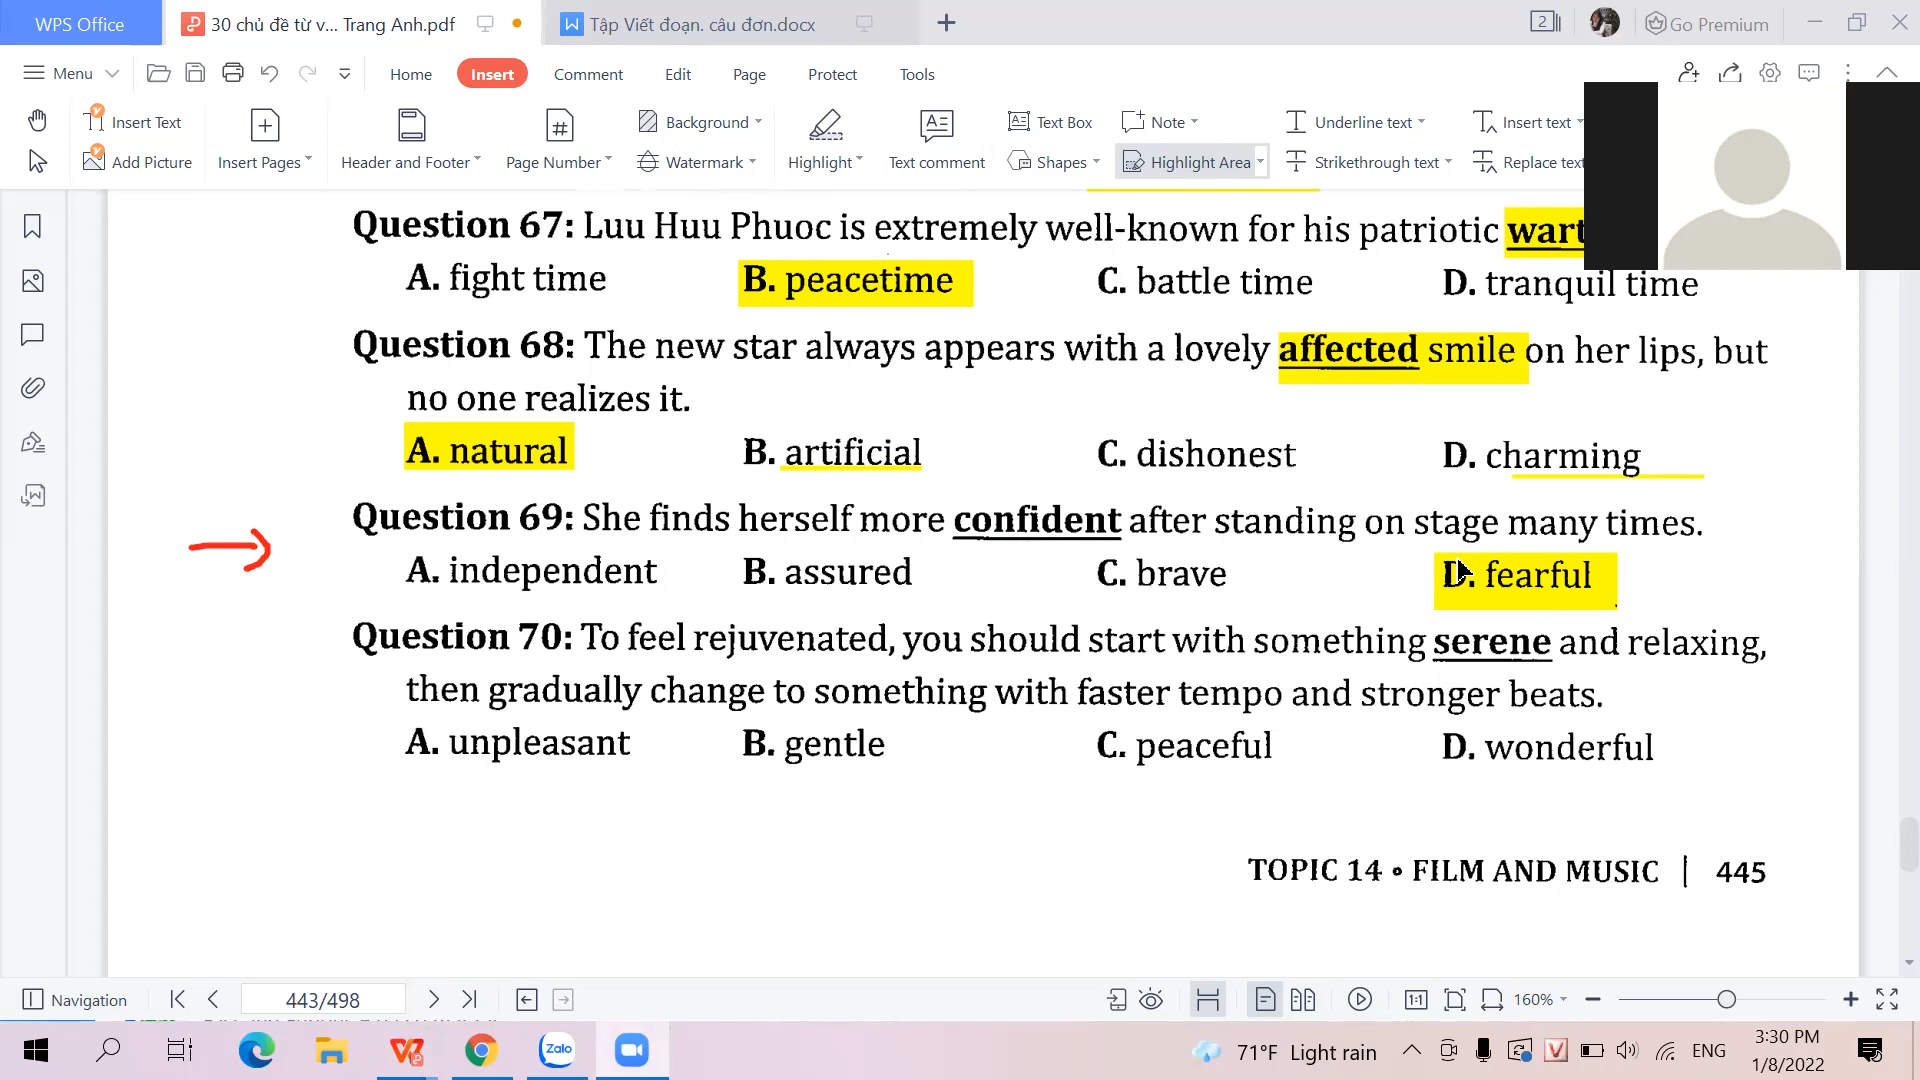 WPS Office
30 chủ đề từ v... Trang Anh.pdf
Tập Viết đoạn. câu đơn.docx
2
Go Premium
Menu
Home
Insert
Comment
Edit
Page
Protect
Tools
Insert Text
Add Picture
Insert Pages
Header and Footer
Page Number
Background
Watermark
Highlight
Text comment
Text Box
Shapes
Note
Highlight Area
Underline text
Strikethrough text
Insert text
Replace text
Question 67: Luu Huu Phuoc is extremely well-known for his patriotic
A. fight time B. peacetime C. battle time D. tranquil time
Question 68: The new star always appears with a lovely affected smile on her lips, but
no one realizes it.
A. natural B. artificial C. dishonest D. charming
Question 69: She finds herself more confident after standing on stage many times.
A. independent B. assured C. brave D. fearful
Question 70: To feel rejuvenated, you should start with something serene and relaxing,
then gradually change to something with faster tempo and stronger beats.
A. unpleasant B. gentle C. peaceful D. wonderful
TOPIC 14 • FILM AND MUSIC | 445
Navigation
443/498
1:1
160%
Zalo
71°F Light rain
ENG
3:30 PM
1/8/2022